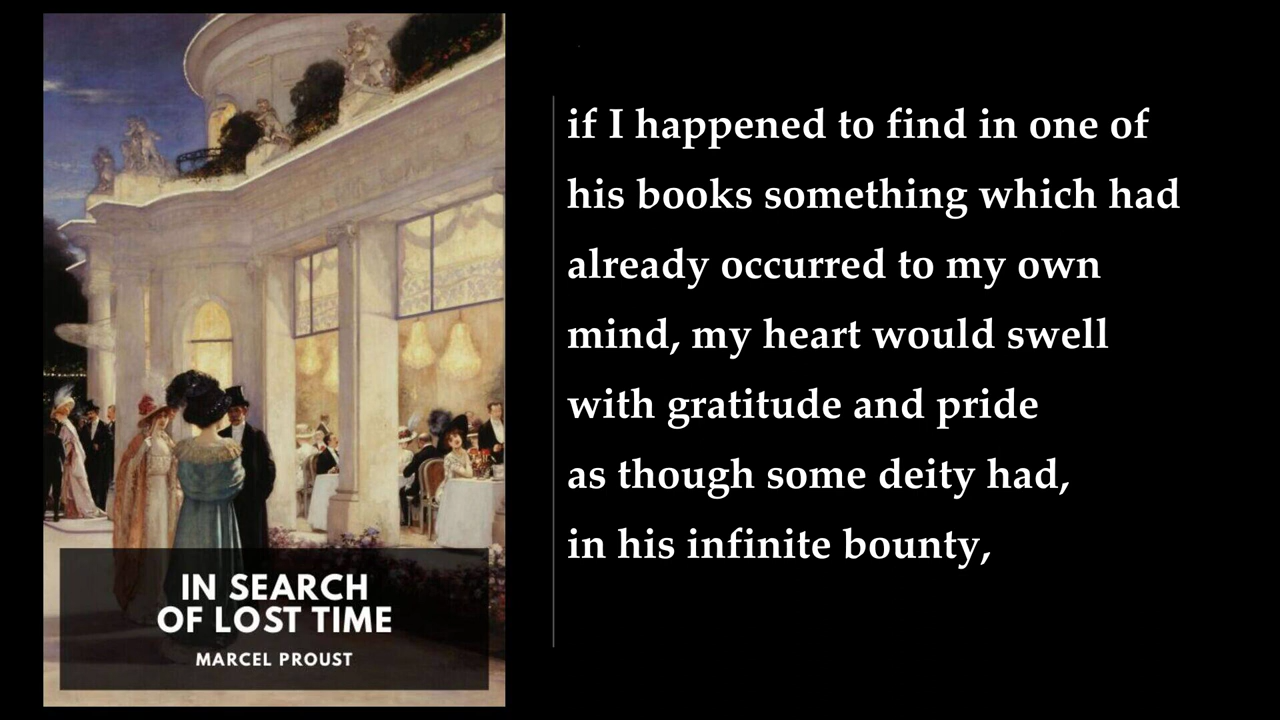 IN SEARCH
OF LOST TIME
MARCEL PROUST
if I happened to find in one of
his books something which had
already occurred to my own
mind, my heart would swell
with gratitude and pride
as though some deity had,
in his infinite bounty,